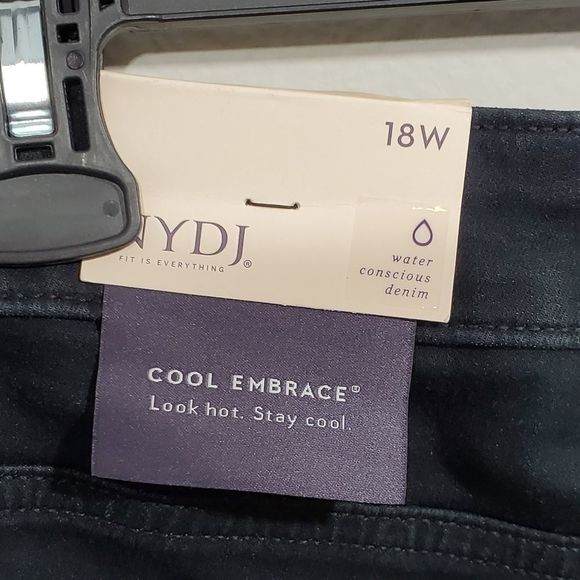 18W
NYDJ®
FIT IS EVERYTHING
water
conscious
denim
COOL EMBRACE®
Look hot. Stay cool.